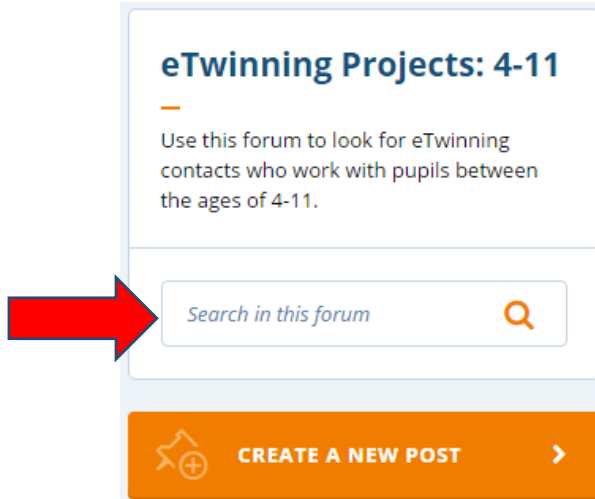 eTwinning Projects: 4-11
Use this forum to look for eTwinning
contacts who work with pupils between
the ages of 4-11.
Search in this forum
CREATE A NEW POST